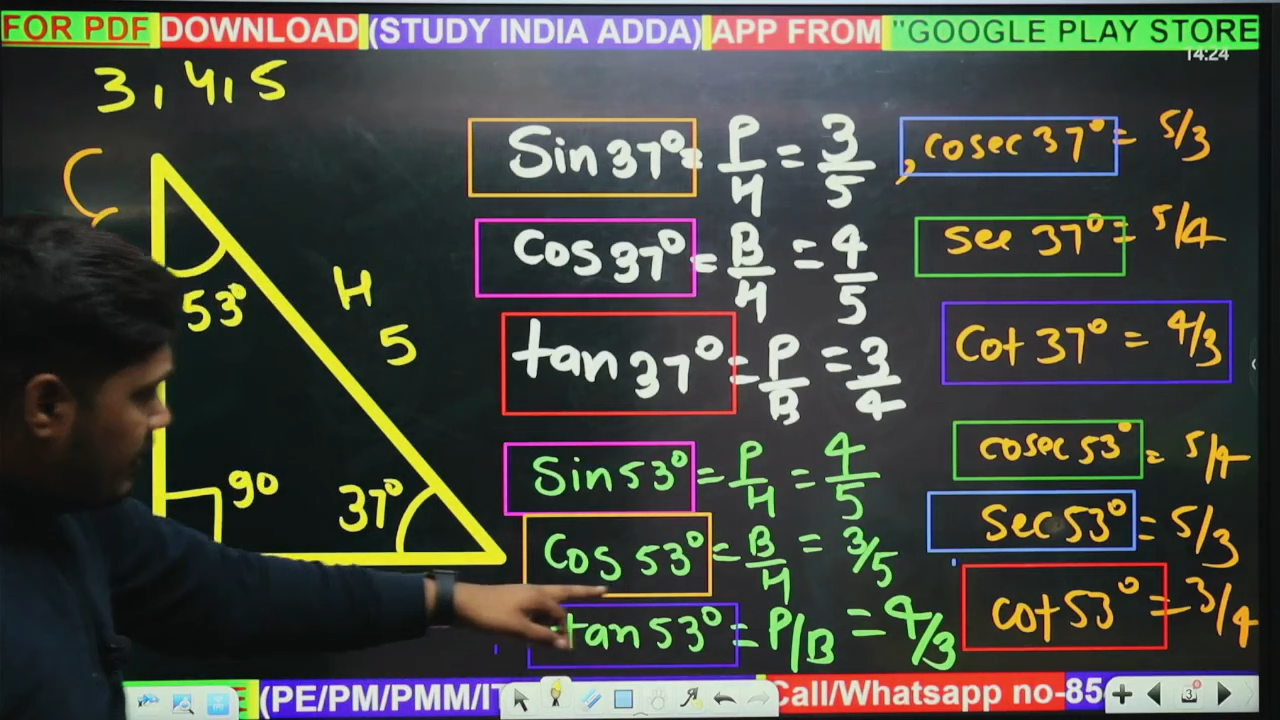 FOR PDF DOWNLOAD (STUDY INDIA ADDA) APP FROM "GOOGLE PLAY STORE
14:24
3, 4, 5
53°
H
5
90
37°
Sin 37° = P/H = 3/5, cosec 37° = 5/3
Cos 37° = B/H = 4/5
sec 37° = 5/4
tan 37° = P/B = 3/4
Cot 37° = 4/3
Sin 53° = P/H = 4/5
cosec 53° = 5/4
Cos 53° = B/H = 3/5
Sec 53° = 5/3
tan 53° = P/B = 4/3
cot 53° = 3/4
(PE/PM/PMM/IT
Call/Whatsapp no-85
3